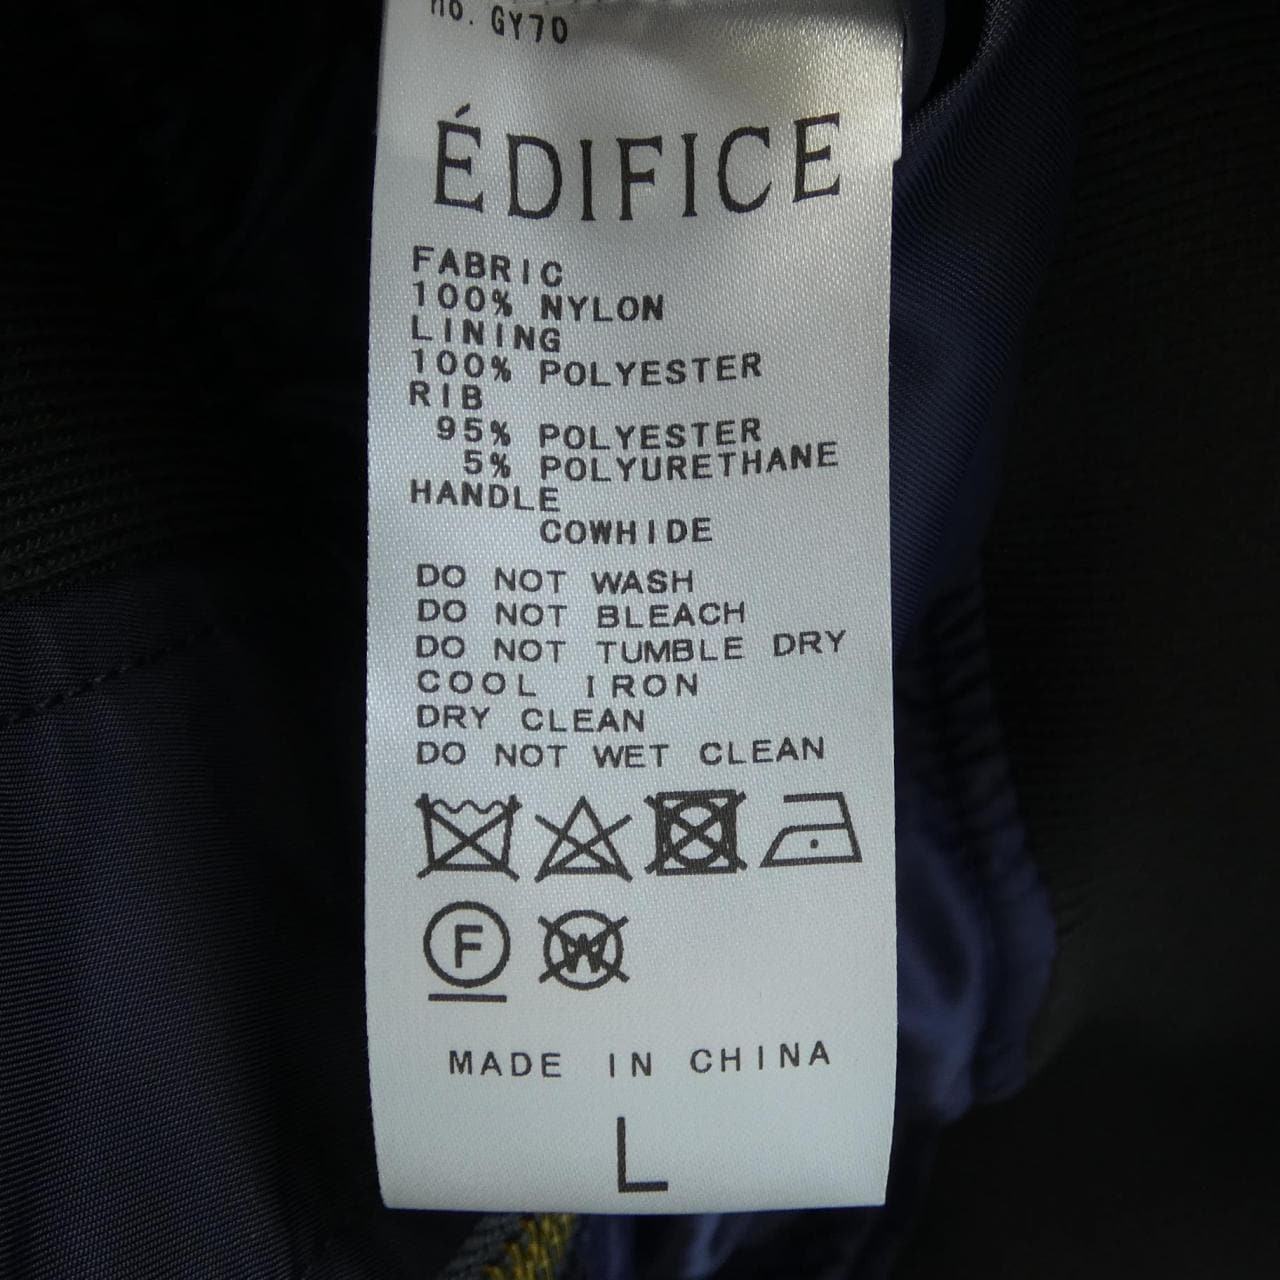 no. GY70
ÉDIFICE
FABRIC
100% NYLON
LINING
100% POLYESTER
RIB
95% POLYESTER
5% POLYURETHANE
HANDLE
COWHIDE
DO NOT WASH
DO NOT BLEACH
DO NOT TUMBLE DRY
COOL IRON
DRY CLEAN
DO NOT WET CLEAN
F W
MADE IN CHINA
L